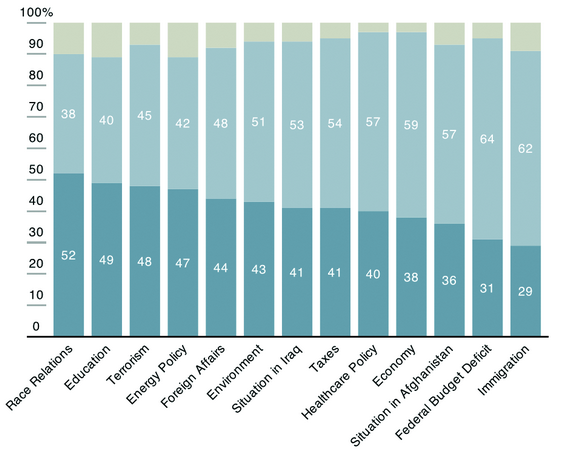 100%
90
80
70
60
50
40
30
20
10
0
38 40 45 42 48 51 53 54 57 59 57 64 62
52 49 48 47 44 43 41 41 40 38 36 31 29
Race Relations
Education
Terrorism
Energy Policy
Foreign Affairs
Environment
Situation in Iraq
Taxes
Healthcare Policy
Economy
Situation in Afghanistan
Federal Budget Deficit
Immigration